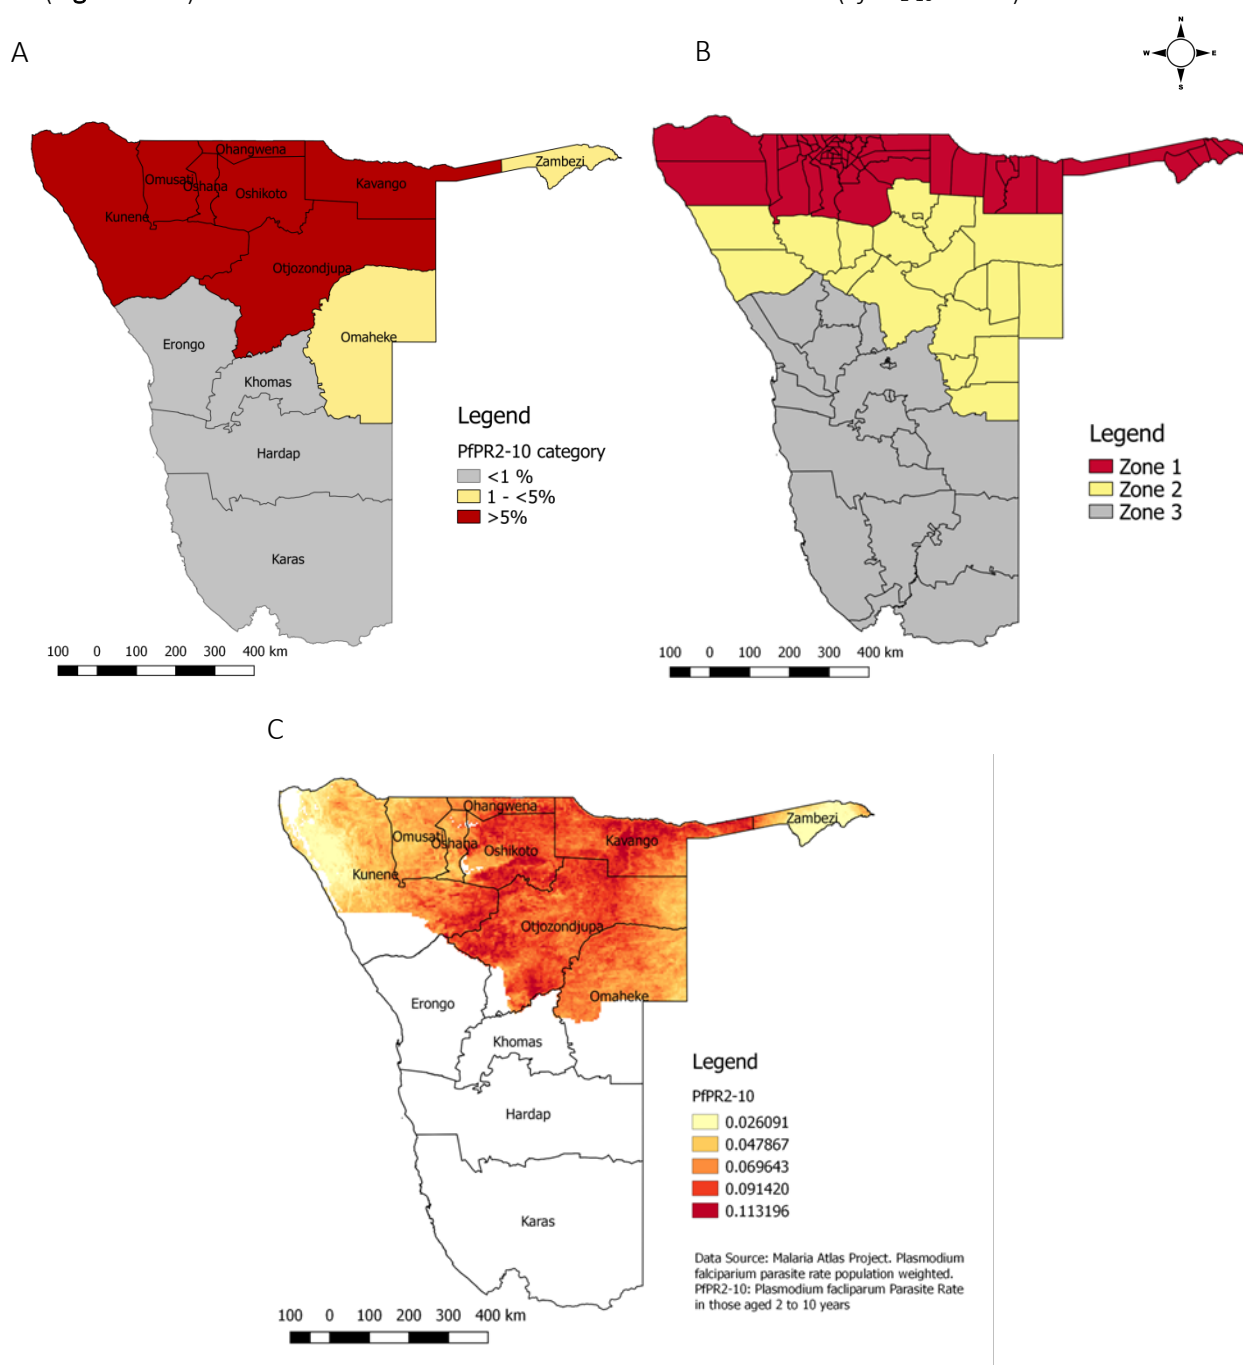 A
B
N
W
E
S
Ohangwena
Omusati
Oshana
Oshikoto
Kavango
Zambezi
Kunene
Otjozondjupa
Omaheke
Erongo
Khomas
Hardap
Karas
Legend
PfPR2-10 category
<1 %
1 - <5%
>5%
100 0 100 200 300 400 km
Legend
Zone 1
Zone 2
Zone 3
100 0 100 200 300 400 km
C
Ohangwena
Omusati
Oshana
Oshikoto
Kavango
Zambezi
Kunene
Otjozondjupa
Omaheke
Erongo
Khomas
Hardap
Karas
Legend
PfPR2-10
0.026091
0.047867
0.069643
0.091420
0.113196
Data Source: Malaria Atlas Project. Plasmodium
falciparium parasite rate population weighted.
PfPR2-10: Plasmodium facliparum Parasite Rate
in those aged 2 to 10 years
100 0 100 200 300 400 km